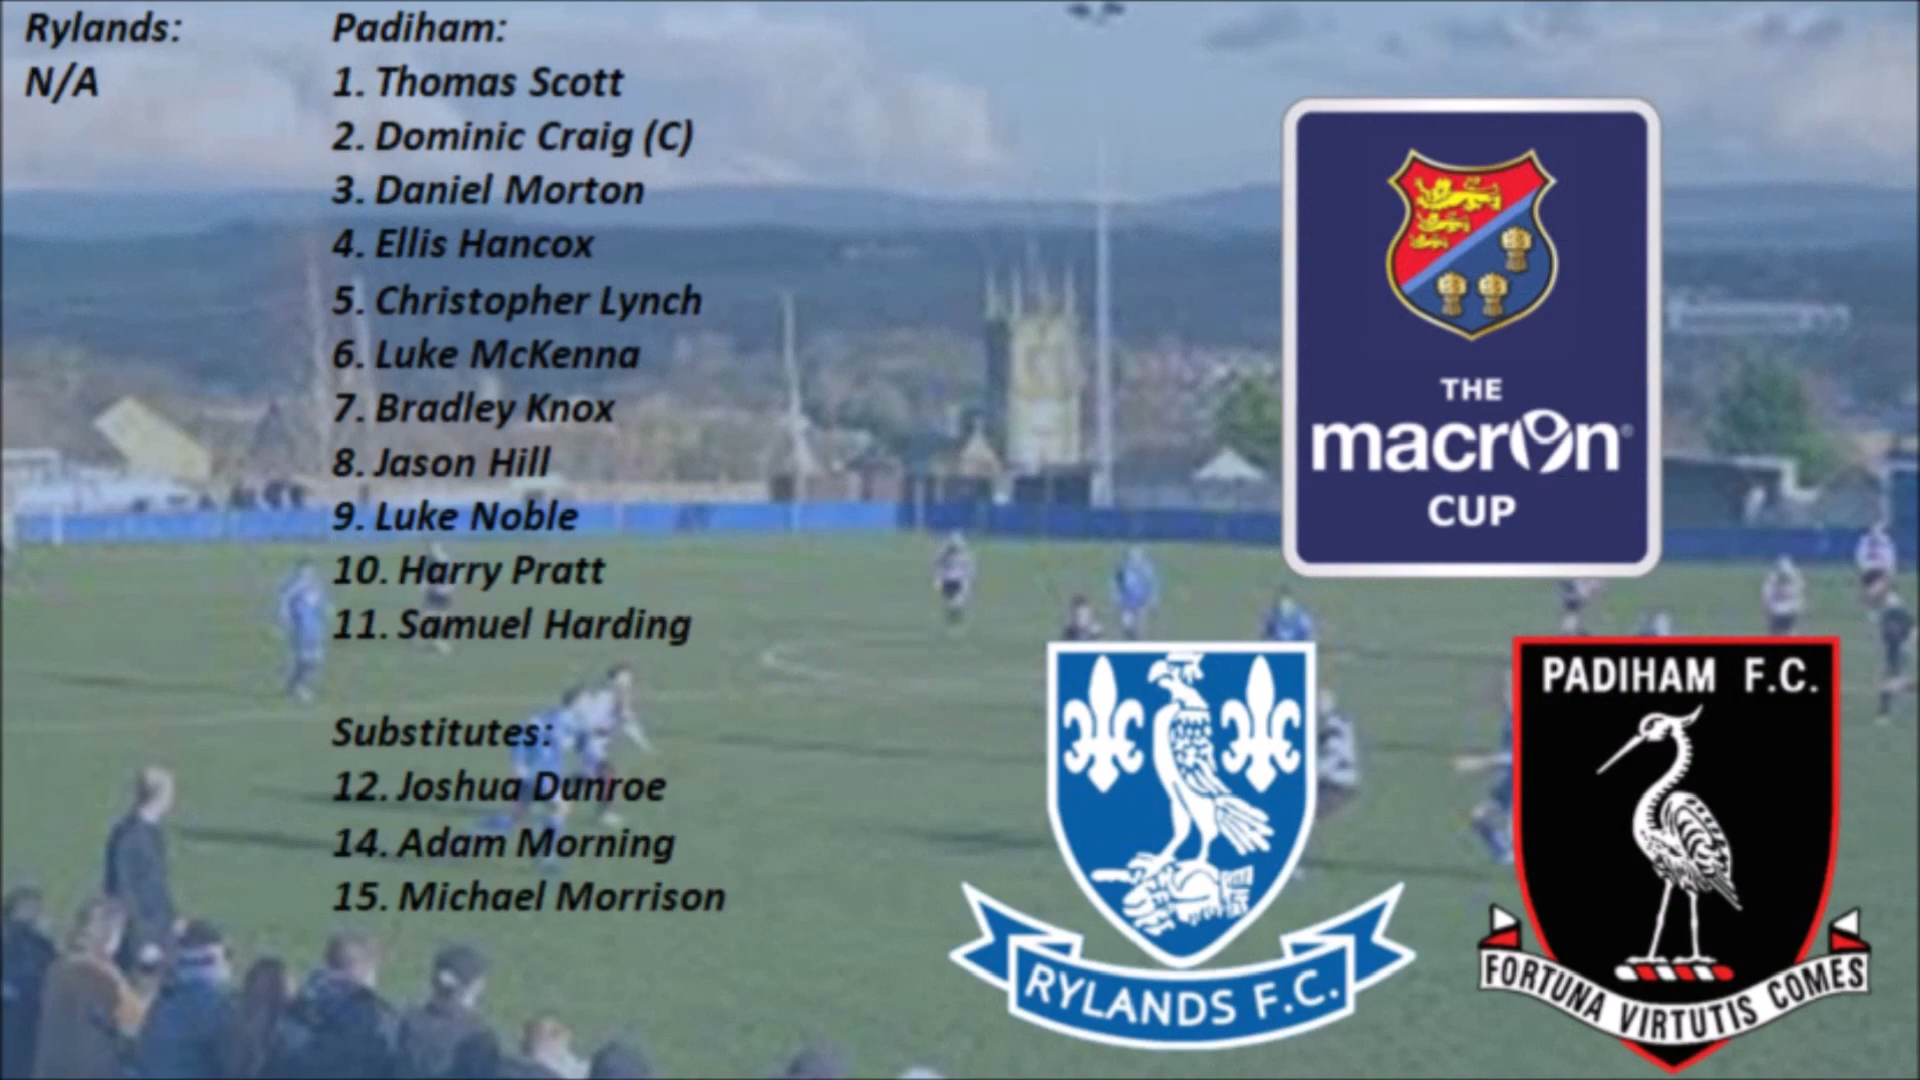 Rylands:
N/A
Padiham:
1. Thomas Scott
2. Dominic Craig (C)
3. Daniel Morton
4. Ellis Hancox
5. Christopher Lynch
6. Luke McKenna
7. Bradley Knox
8. Jason Hill
9. Luke Noble
10. Harry Pratt
11. Samuel Harding
Substitutes:
12. Joshua Dunroe
14. Adam Morning
15. Michael Morrison
THE
macron®
CUP
RYLANDS F.C.
PADIHAM F.C.
FORTUNA VIRTUTIS COMES